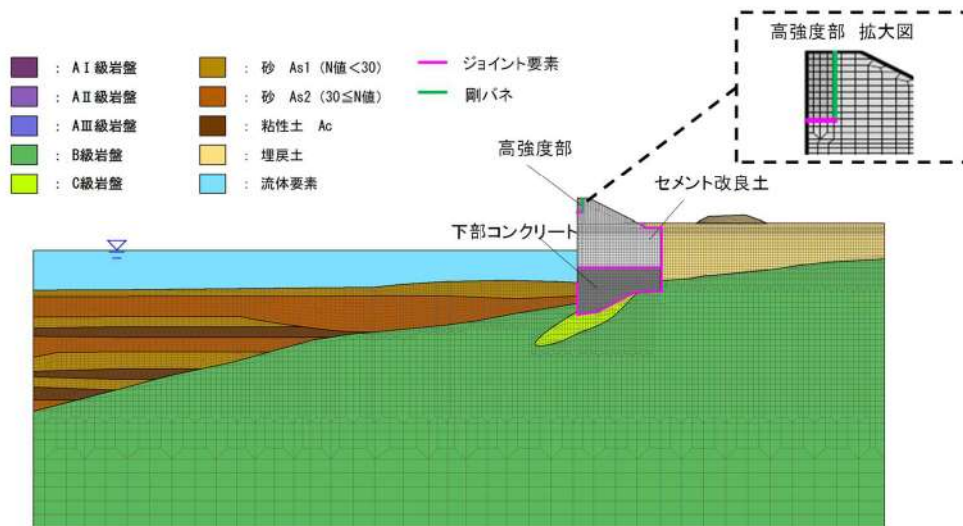 高強度部 拡大図
: AⅠ級岩盤
: AⅡ級岩盤
: AⅢ級岩盤
: B級岩盤
: C級岩盤
: 砂 As1 (N値<30)
: 砂 As2 (30≦N値)
: 粘性土 Ac
: 埋戻土
: 流体要素
ジョイント要素
剛バネ
高強度部
セメント改良土
下部コンクリート